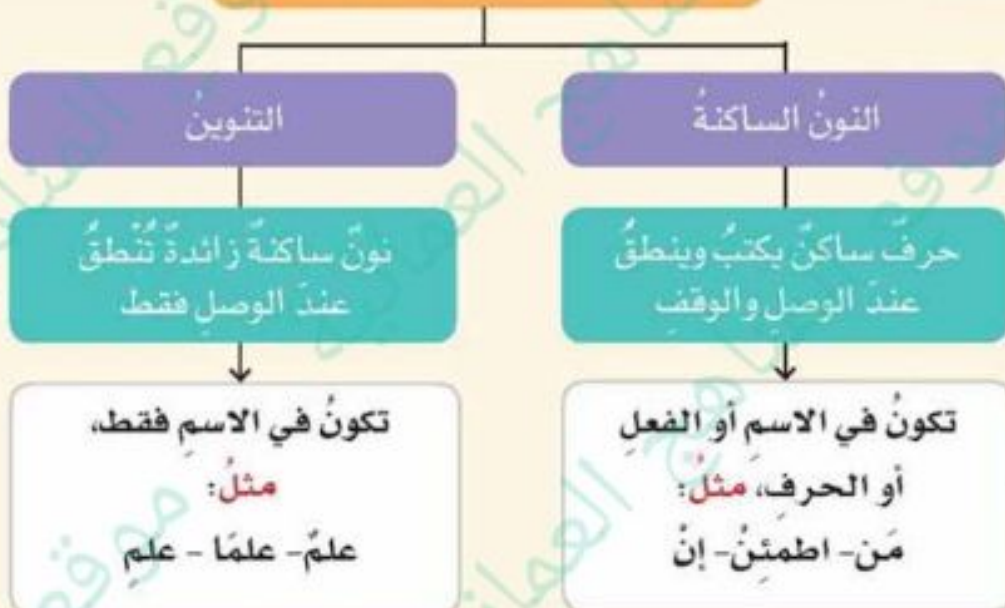 النونُ الساكنةُ
حرفٌ ساكنٌ يكتبُ وينطقُ
عندَ الوصلِ والوقفِ
تكونُ في الاسمِ أو الفعلِ
أو الحرفِ، مثلُ:
مَن- اطمئِنْ- إنْ
التنوينُ
نونٌ ساكنةٌ زائدةٌ تُنْطقُ
عندَ الوصلِ فقط
تكونُ في الاسمِ فقط،
مثلُ:
علمٌ- علمًا - علمٍ